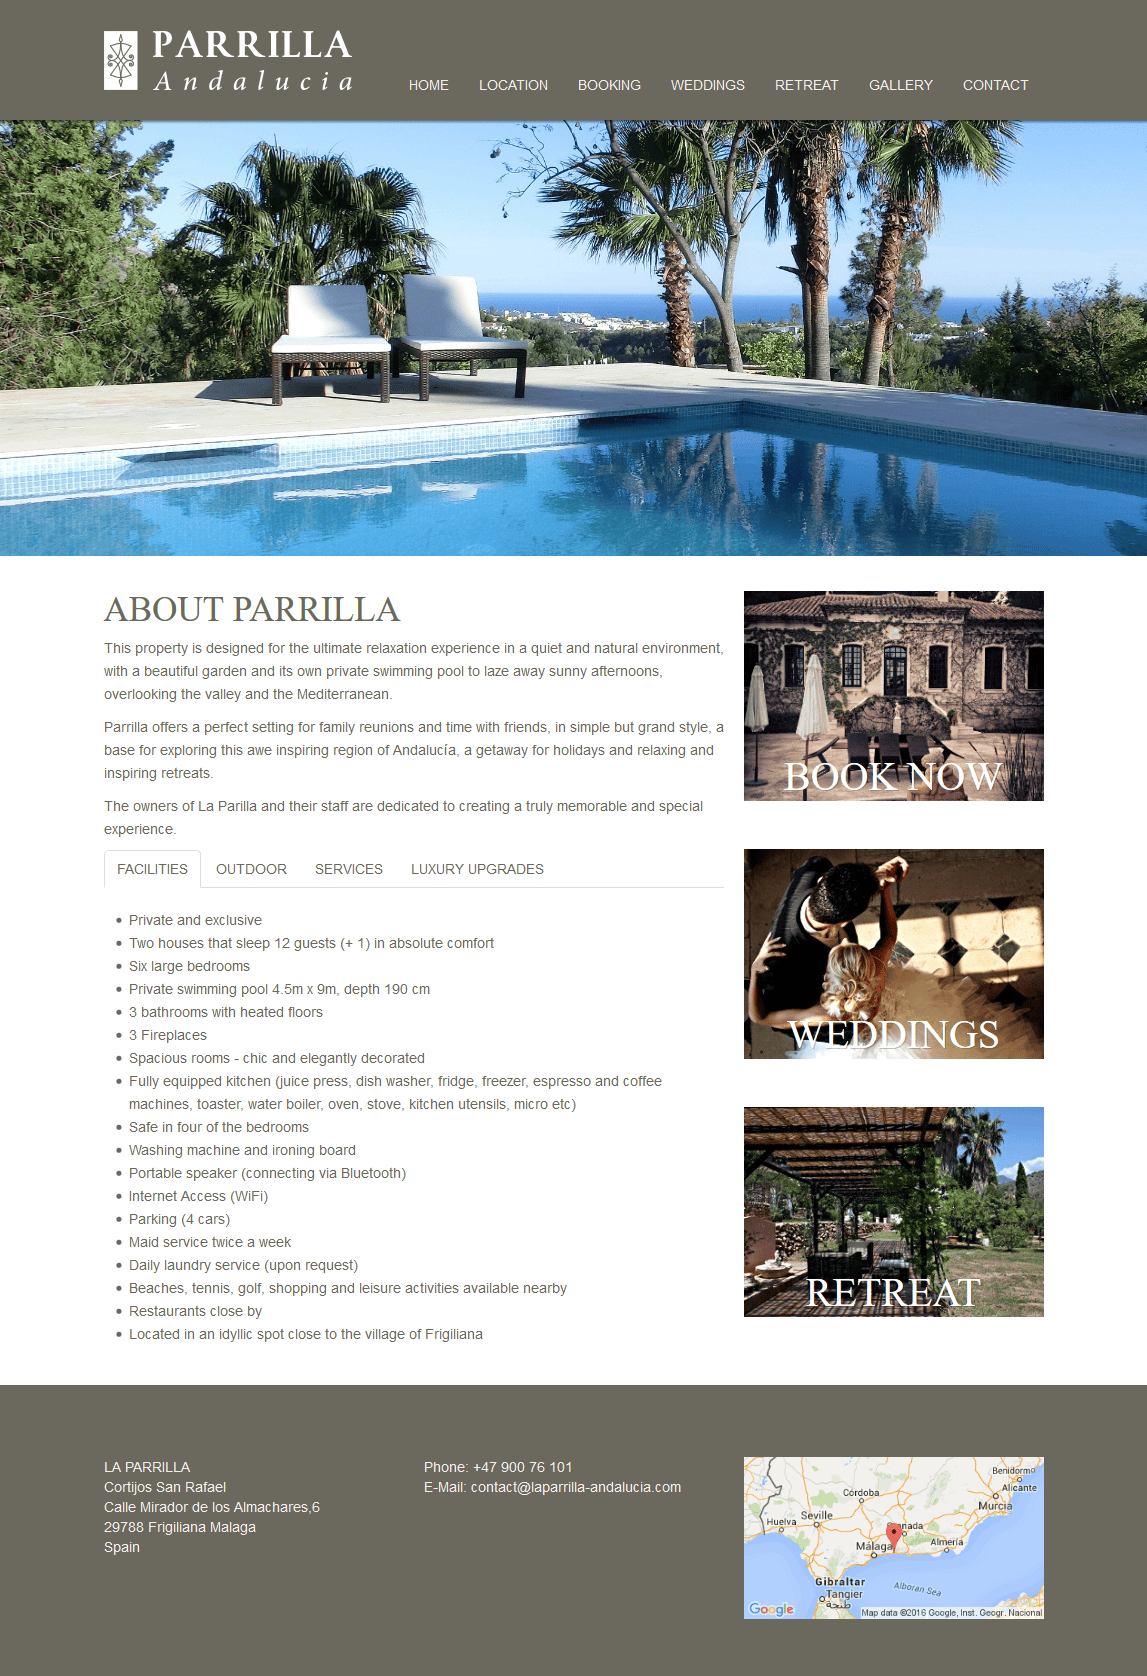 PARRILLA
Andalucia
HOME LOCATION BOOKING WEDDINGS RETREAT GALLERY CONTACT
ABOUT PARRILLA
This property is designed for the ultimate relaxation experience in a quiet and natural environment,
with a beautiful garden and its own private swimming pool to laze away sunny afternoons,
overlooking the valley and the Mediterranean.
Parrilla offers a perfect setting for family reunions and time with friends, in simple but grand style, a
base for exploring this awe inspiring region of Andalucía, a getaway for holidays and relaxing and
inspiring retreats.
The owners of La Parilla and their staff are dedicated to creating a truly memorable and special
experience.
FACILITIES OUTDOOR SERVICES LUXURY UPGRADES
Private and exclusive
Two houses that sleep 12 guests (+ 1) in absolute comfort
Six large bedrooms
Private swimming pool 4.5m x 9m, depth 190 cm
3 bathrooms with heated floors
3 Fireplaces
Spacious rooms - chic and elegantly decorated
Fully equipped kitchen (juice press, dish washer, fridge, freezer, espresso and coffee
machines, toaster, water boiler, oven, stove, kitchen utensils, micro etc)
Safe in four of the bedrooms
Washing machine and ironing board
Portable speaker (connecting via Bluetooth)
Internet Access (WiFi)
Parking (4 cars)
Maid service twice a week
Daily laundry service (upon request)
Beaches, tennis, golf, shopping and leisure activities available nearby
Restaurants close by
Located in an idyllic spot close to the village of Frigiliana
BOOK NOW
WEDDINGS
RETREAT
LA PARRILLA
Cortijos San Rafael
Calle Mirador de los Almachares,6
29788 Frigiliana Malaga
Spain
Phone: +47 900 76 101
E-Mail: contact@laparrilla-andalucia.com
Benidorm
Alicante
Córdoba
Murcia
Huelva
Seville
Málaga
Almería
Gibraltar
Alboran Sea
Tangier
طنجة
Google
Map data ©2016 Google, Inst. Geogr. Nacional